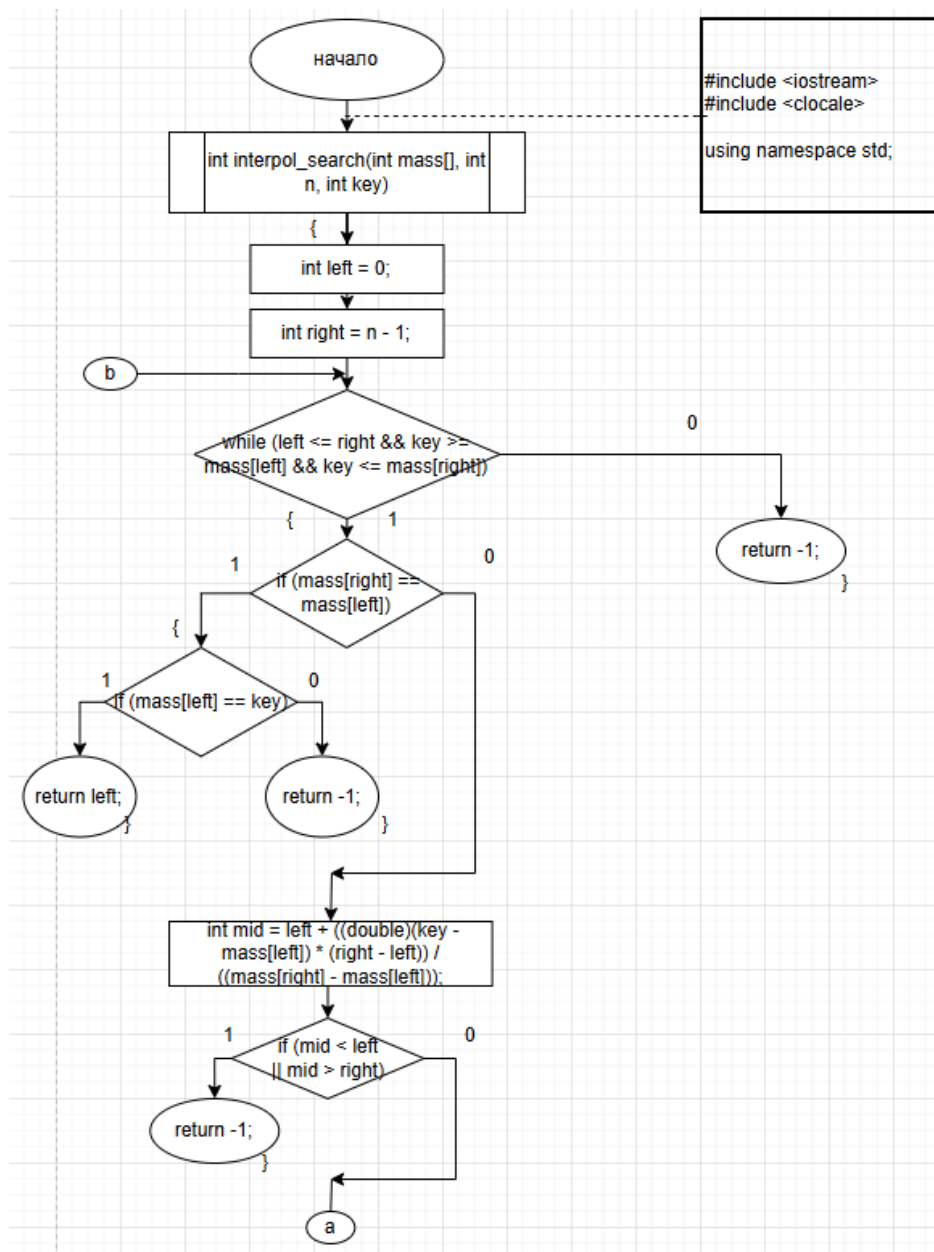 начало
#include <iostream>
#include <clocale>
using namespace std;
int interpol_search(int mass[], int
n, int key)
{
int left = 0;
int right = n - 1;
b
0
while (left <= right && key >=
mass[left] && key <= mass[right])
{
1
return -1;
}
1
0
if (mass[right] ==
mass[left])
{
1
0
if (mass[left] == key)
return left;
}
return -1;
}
int mid = left + ((double)(key -
mass[left]) * (right - left)) /
((mass[right] - mass[left]));
1
0
if (mid < left
|| mid > right)
return -1;
}
a